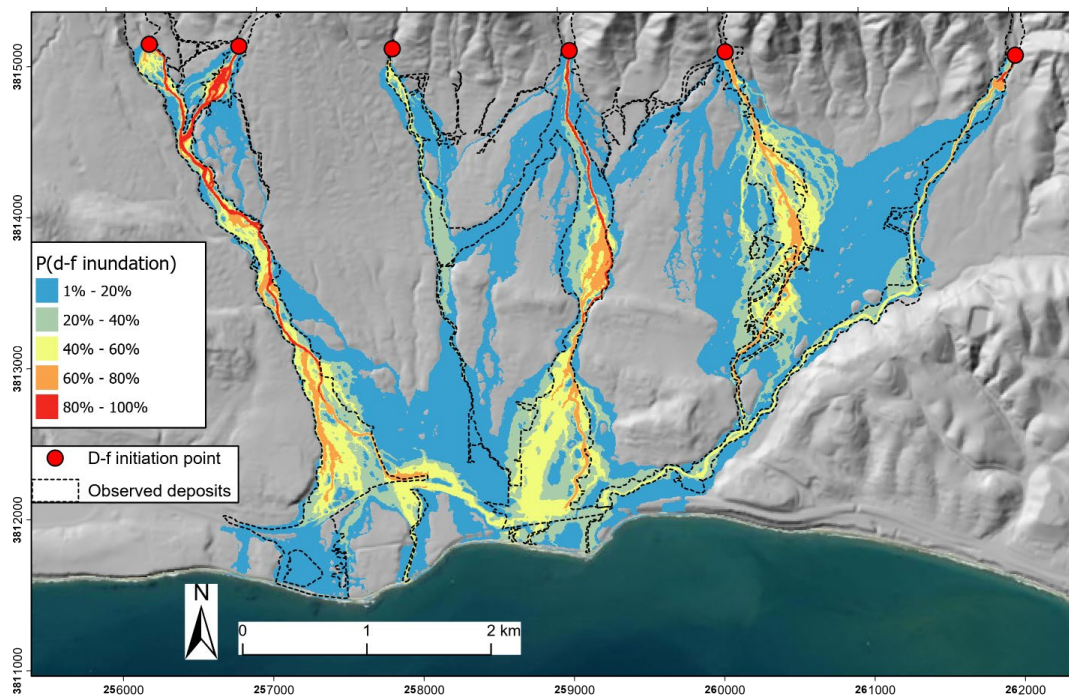 3815000
3814000
3813000
3812000
3811000
P(d-f inundation)
1% - 20%
20% - 40%
40% - 60%
60% - 80%
80% - 100%
D-f initiation point
Observed deposits
N
0 1 2 km
256000 257000 258000 259000 260000 261000 262000